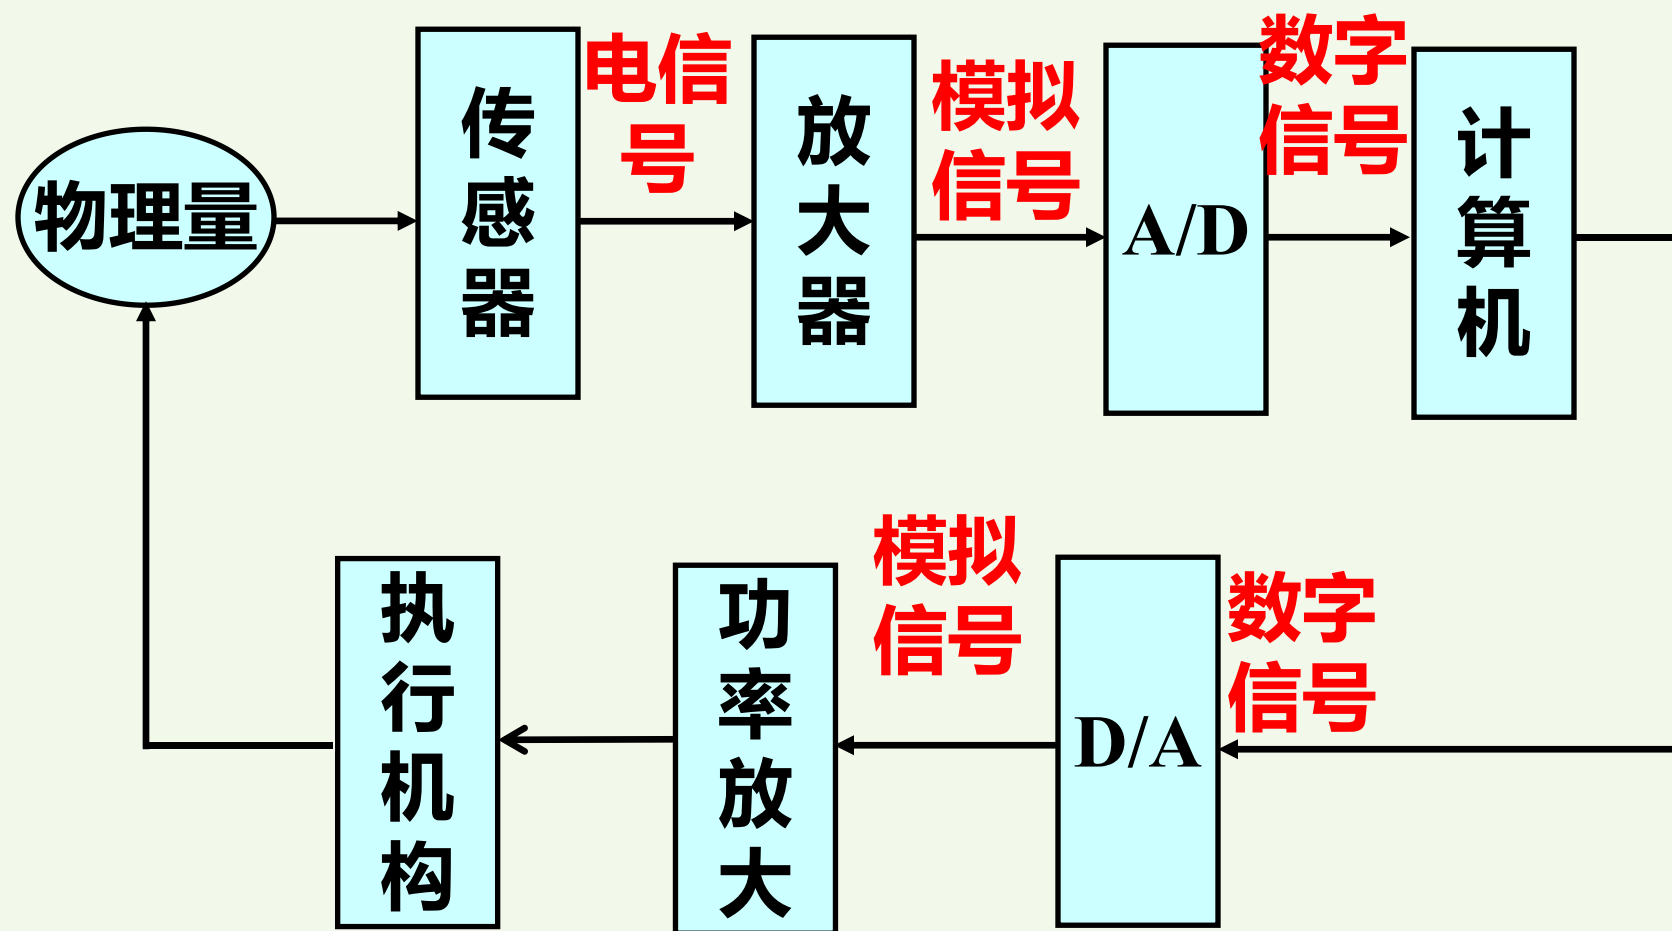 物理量
传
感
器
电信
号
放
大
器
模拟
信号
A/D
数字
信号
计
算
机
执
行
机
构
功
率
放
大
模拟
信号
D/A
数字
信号